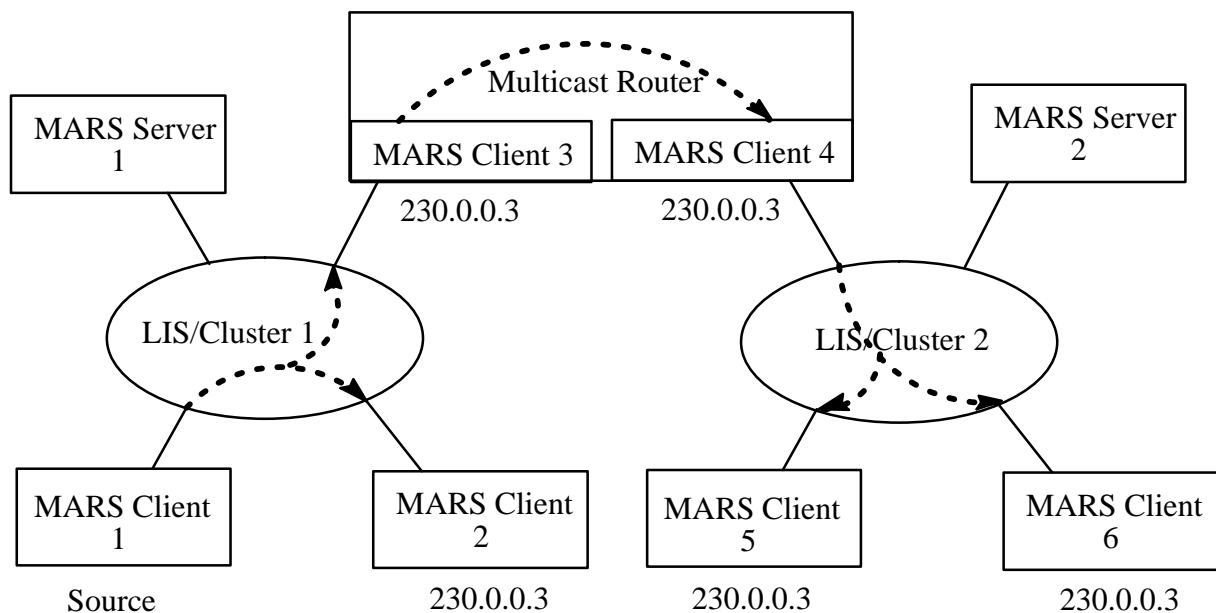 Multicast Router
MARS Server
1
MARS Client 3
MARS Client 4
MARS Server
2
230.0.0.3
230.0.0.3
LIS/Cluster 1
LIS/Cluster 2
MARS Client
1
MARS Client
2
MARS Client
5
MARS Client
6
Source
230.0.0.3
230.0.0.3
230.0.0.3